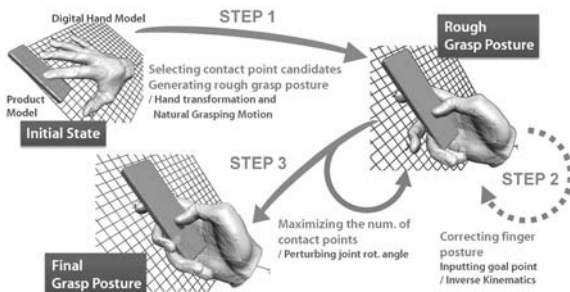 Digital Hand Model
STEP 1
Rough
Grasp Posture
Selecting contact point candidates
Generating rough grasp posture
/ Hand transformation and
Natural Grasping Motion
Product
Model
Initial State
STEP 3
STEP 2
Maximizing the num. of
contact points
/ Perturbing joint rot. angle
Correcting finger
posture
Inputting goal point
/ Inverse Kinematics
Final
Grasp Posture